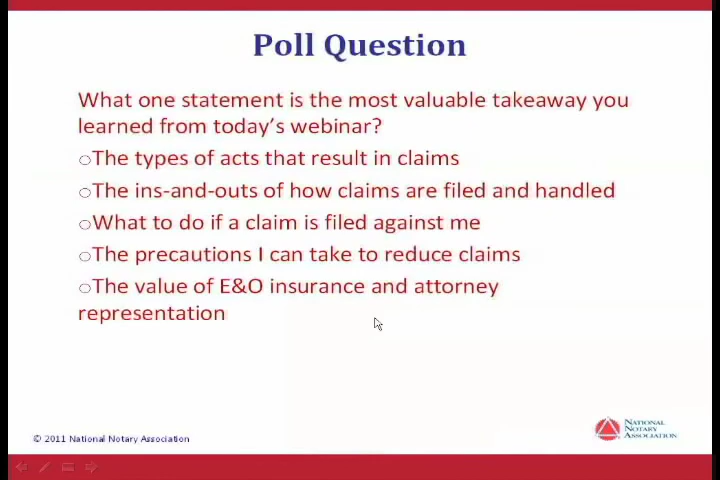 Poll Question
What one statement is the most valuable takeaway you
learned from today's webinar?
The types of acts that result in claims
The ins-and-outs of how claims are filed and handled
What to do if a claim is filed against me
The precautions I can take to reduce claims
The value of E&O insurance and attorney
representation
© 2011 National Notary Association
NATIONAL
NOTARY
ASSOCIATION